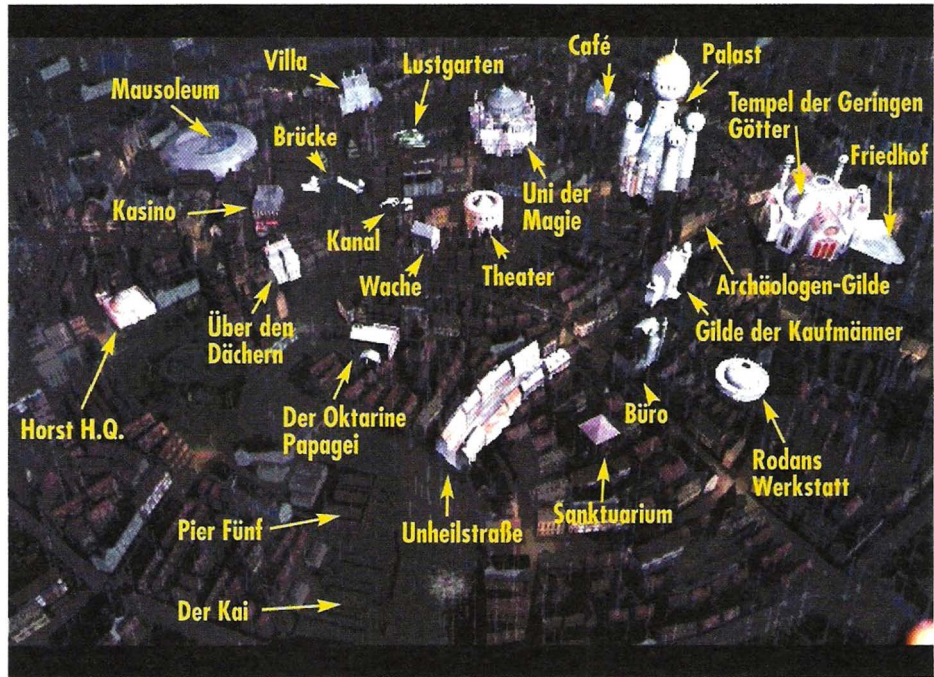 Café
Villa
Lustgarten
Palast
Mausoleum
Tempel der Geringen
Götter
Brücke
Friedhof
Kasino
Uni der
Magie
Kanal
Wache
Theater
Archäologen-Gilde
Über den
Dächern
Gilde der Kaufmänner
Horst H.Q.
Der Oktarine
Papagei
Büro
Rodans
Werkstatt
Pier Fünf
Unheilstraße
Sanktuarium
Der Kai